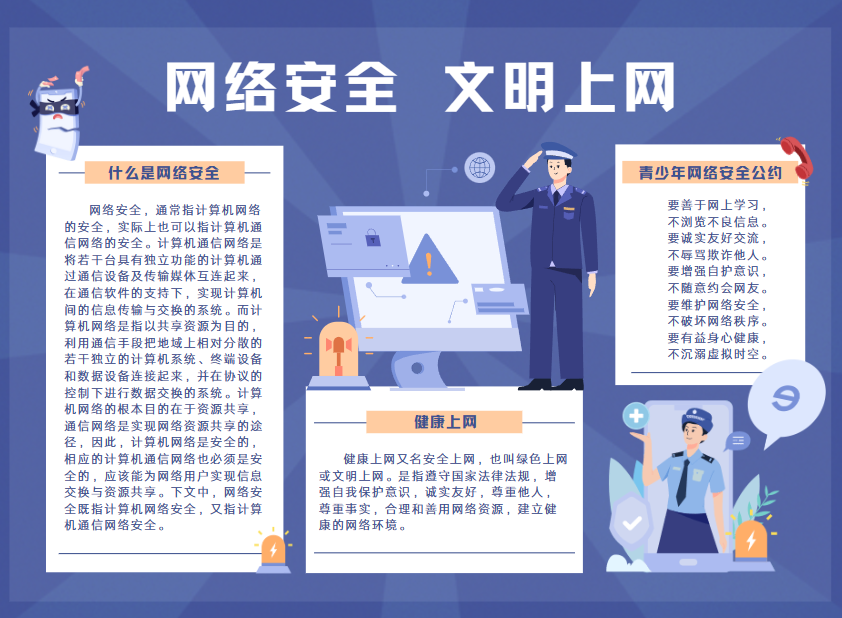 网络安全 文明上网
什么是网络安全
网络安全，通常指计算机网络
的安全，实际上也可以指计算机通
信网络的安全。计算机通信网络是
将若干台具有独立功能的计算机通
过通信设备及传输媒体互连起来，
在通信软件的支持下，实现计算机
间的信息传输与交换的系统。而计
算机网络是指以共享资源为目的，
利用通信手段把地域上相对分散的
若干独立的计算机系统、终端设备
和数据设备连接起来，并在协议的
控制下进行数据交换的系统。计算
机网络的根本目的在于资源共享，
通信网络是实现网络资源共享的途
径，因此，计算机网络是安全的，
相应的计算机通信网络也必须是安
全的，应该能为网络用户实现信息
交换与资源共享。下文中，网络安
全既指计算机网络安全，又指计算
机通信网络安全。
健康上网
健康上网又名安全上网，也叫绿色上网
或文明上网。是指遵守国家法律法规，增
强自我保护意识，诚实友好，尊重他人，
尊重事实，合理和善用网络资源，建立健
康的网络环境。
青少年网络安全公约
要善于网上学习，
不浏览不良信息。
要诚实友好交流，
不辱骂欺诈他人。
要增强自护意识，
不随意约会网友。
要维护网络安全，
不破坏网络秩序。
要有益身心健康，
不沉溺虚拟时空。